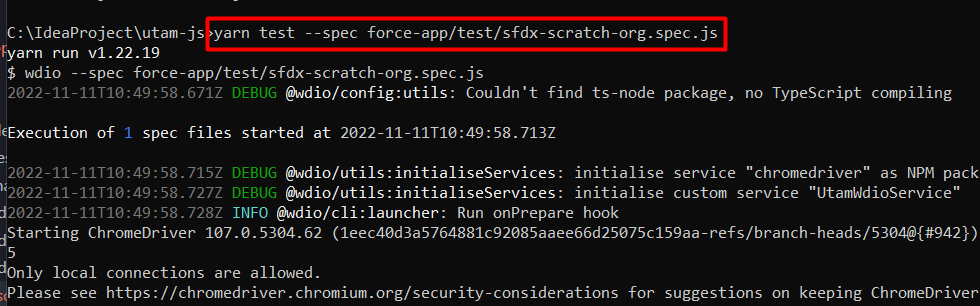 C:\IdeaProject\utam-js>yarn test --spec force-app/test/sfdx-scratch-org.spec.js
yarn run v1.22.19
$ wdio --spec force-app/test/sfdx-scratch-org.spec.js
2022-11-11T10:49:58.671Z DEBUG @wdio/config:utils: Couldn't find ts-node package, no TypeScript compiling
Execution of 1 spec files started at 2022-11-11T10:49:58.713Z
2022-11-11T10:49:58.715Z DEBUG @wdio/utils:initialiseServices: initialise service "chromedriver" as NPM pack
2022-11-11T10:49:58.727Z DEBUG @wdio/utils:initialiseServices: initialise custom service "UtamWdioService"
2022-11-11T10:49:58.728Z INFO @wdio/cli:launcher: Run onPrepare hook
Starting ChromeDriver 107.0.5304.62 (1eec40d3a5764881c92085aaee66d25075c159aa-refs/branch-heads/5304@{#942})
5
Only local connections are allowed.
Please see https://chromedriver.chromium.org/security-considerations for suggestions on keeping ChromeDriver